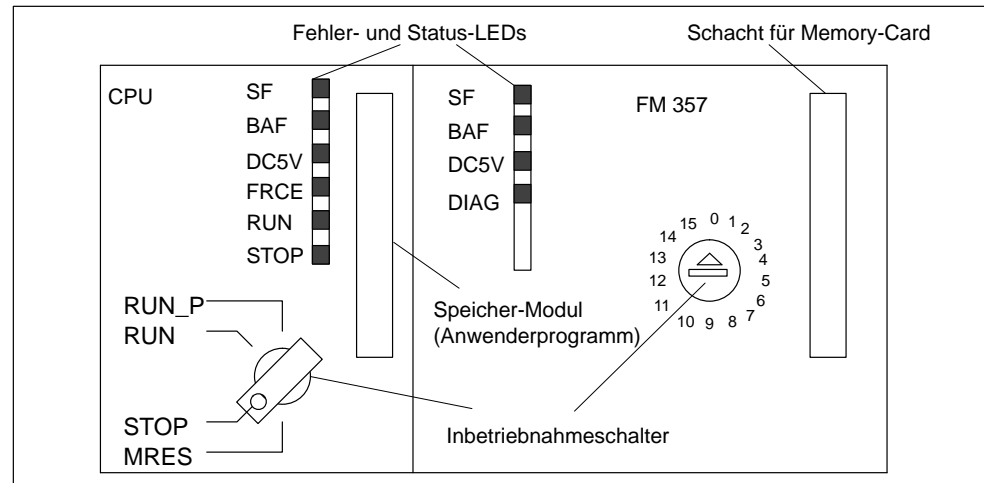 Fehler- und Status-LEDs
Schacht für Memory-Card
CPU
SF
BAF
DC5V
FRCE
RUN
STOP
SF
BAF
DC5V
DIAG
FM 357
0
1
2
3
4
5
6
7
8
9
10
11
12
13
14
15
Speicher-Modul
(Anwenderprogramm)
RUN_P
RUN
STOP
MRES
Inbetriebnahmeschalter